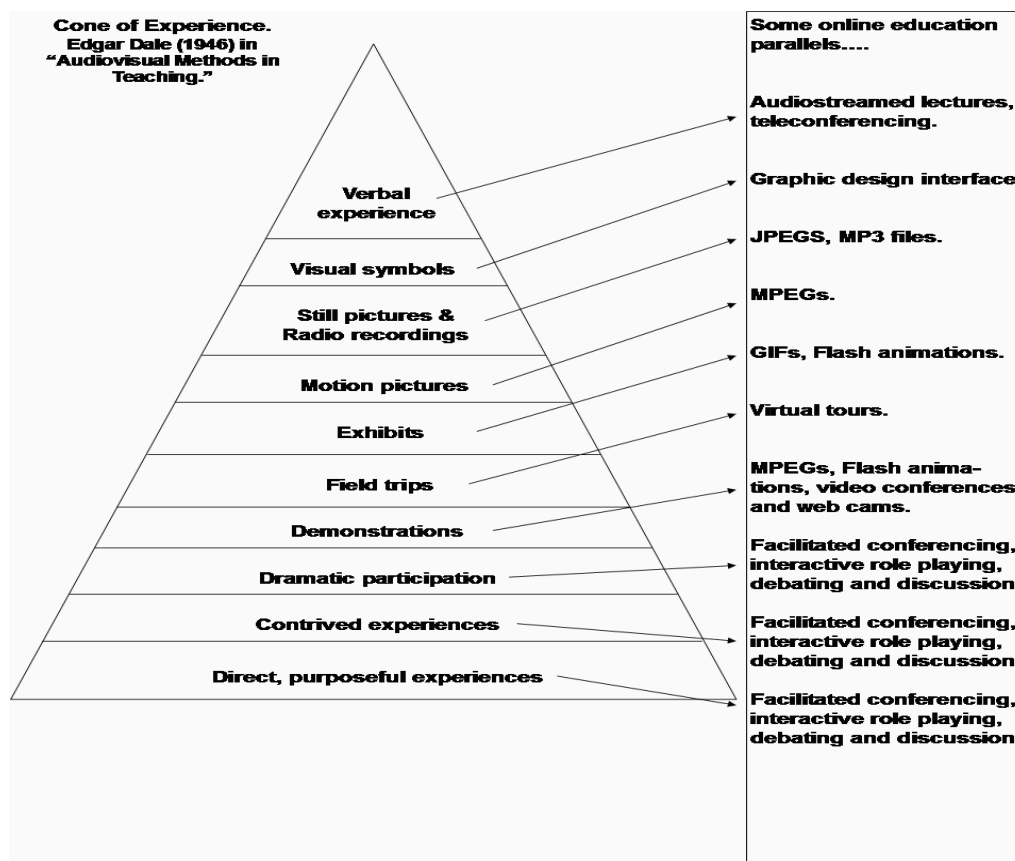 Cone of Experience.
Edgar Dale (1946) in
“Audiovisual Methods in
Teaching.”
Verbal
experience
Visual symbols
Still pictures &
Radio recordings
Motion pictures
Exhibits
Field trips
Demonstrations
Dramatic participation
Contrived experiences
Direct, purposeful experiences
Some online education
parallels....
Audiostreamed lectures,
teleconferencing.
Graphic design interface
JPEGS, MP3 files.
MPEGs.
GIFs, Flash animations.
Virtual tours.
MPEGs, Flash anima-
tions, video conferences
and web cams.
Facilitated conferencing,
interactive role playing,
debating and discussion
Facilitated conferencing,
interactive role playing,
debating and discussion
Facilitated conferencing,
interactive role playing,
debating and discussion